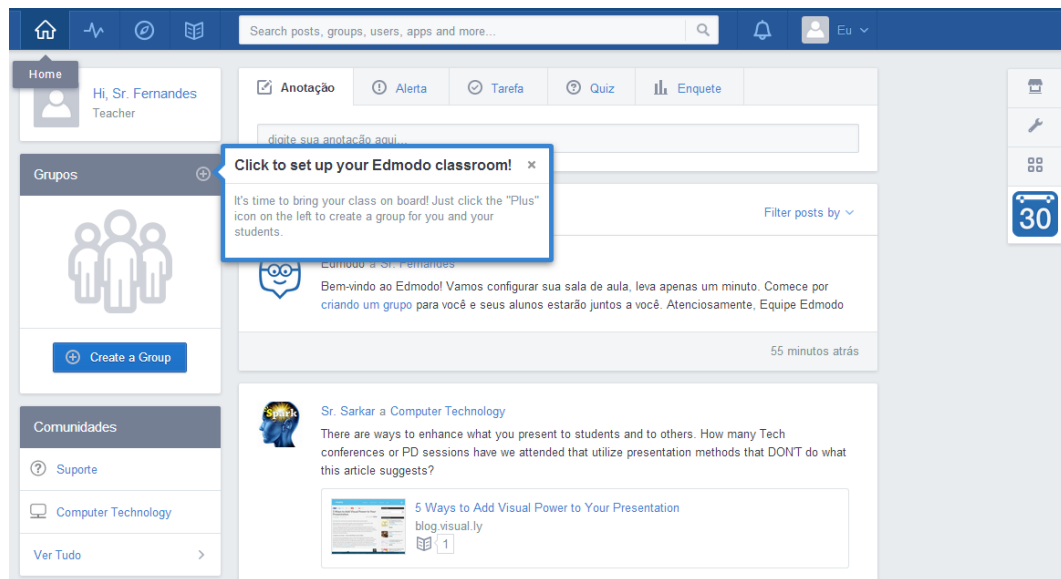 Search posts, groups, users, apps and more...
Eu
Home
Hi, Sr. Fernandes
Teacher
Anotação
Alerta
Tarefa
Quiz
Enquete
digite sua anotação aqui...
Grupos
Click to set up your Edmodo classroom! ×
It's time to bring your class on board! Just click the "Plus"
icon on the left to create a group for you and your
students.
Create a Group
Filter posts by
Edmodo a Sr. Fernandes
Bem-vindo ao Edmodo! Vamos configurar sua sala de aula, leva apenas um minuto. Comece por
criando um grupo para você e seus alunos estarão juntos a você. Atenciosamente, Equipe Edmodo
55 minutos atrás
30
Comunidades
Suporte
Computer Technology
Ver Tudo
Spark
Sr. Sarkar a Computer Technology
There are ways to enhance what you present to students and to others. How many Tech
conferences or PD sessions have we attended that utilize presentation methods that DON'T do what
this article suggests?
5 Ways to Add Visual Power to Your Presentation
blog.visual.ly
1